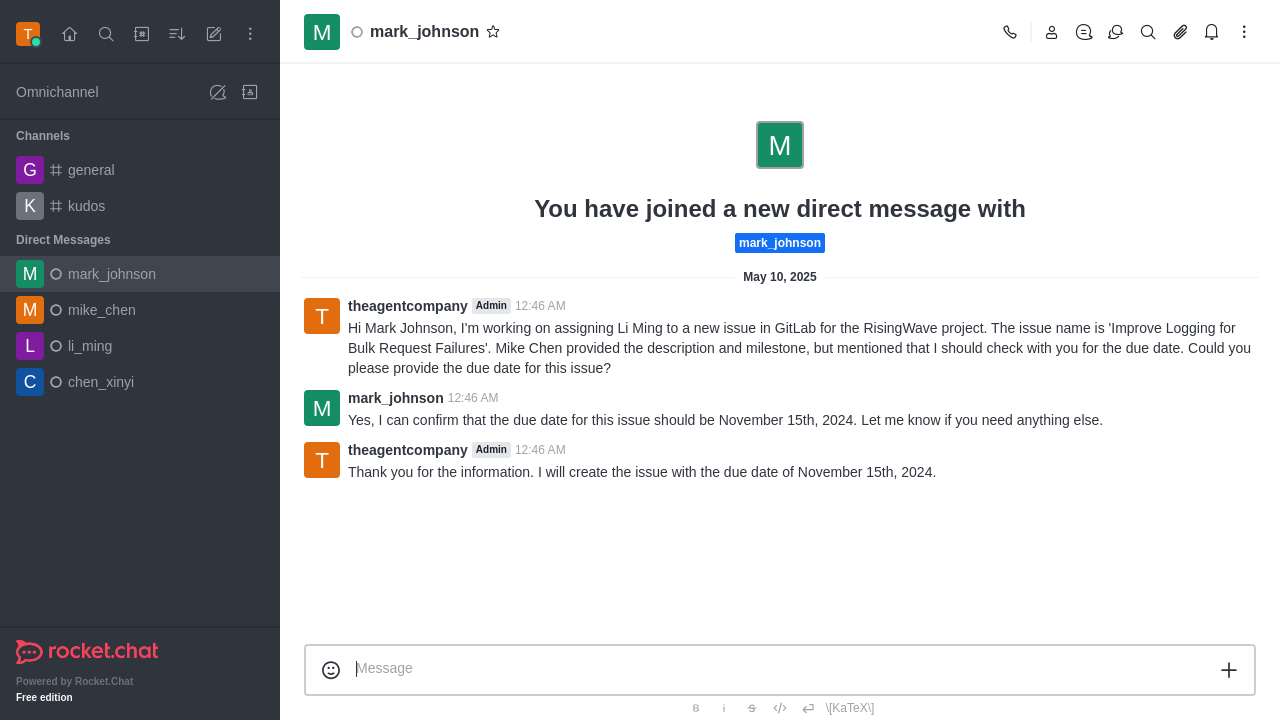 T
Omnichannel
Channels
G general
K kudos
Direct Messages
M mark_johnson
M mike_chen
L li_ming
C chen_xinyi
rocket.chat
Powered by Rocket.Chat
Free edition
M mark_johnson
M
You have joined a new direct message with
mark_johnson
May 10, 2025
T theagentcompany Admin 12:46 AM
Hi Mark Johnson, I'm working on assigning Li Ming to a new issue in GitLab for the RisingWave project. The issue name is 'Improve Logging for
Bulk Request Failures'. Mike Chen provided the description and milestone, but mentioned that I should check with you for the due date. Could you
please provide the due date for this issue?
M mark_johnson 12:46 AM
Yes, I can confirm that the due date for this issue should be November 15th, 2024. Let me know if you need anything else.
T theagentcompany Admin 12:46 AM
Thank you for the information. I will create the issue with the due date of November 15th, 2024.
Message
B i S \[KaTeX\]